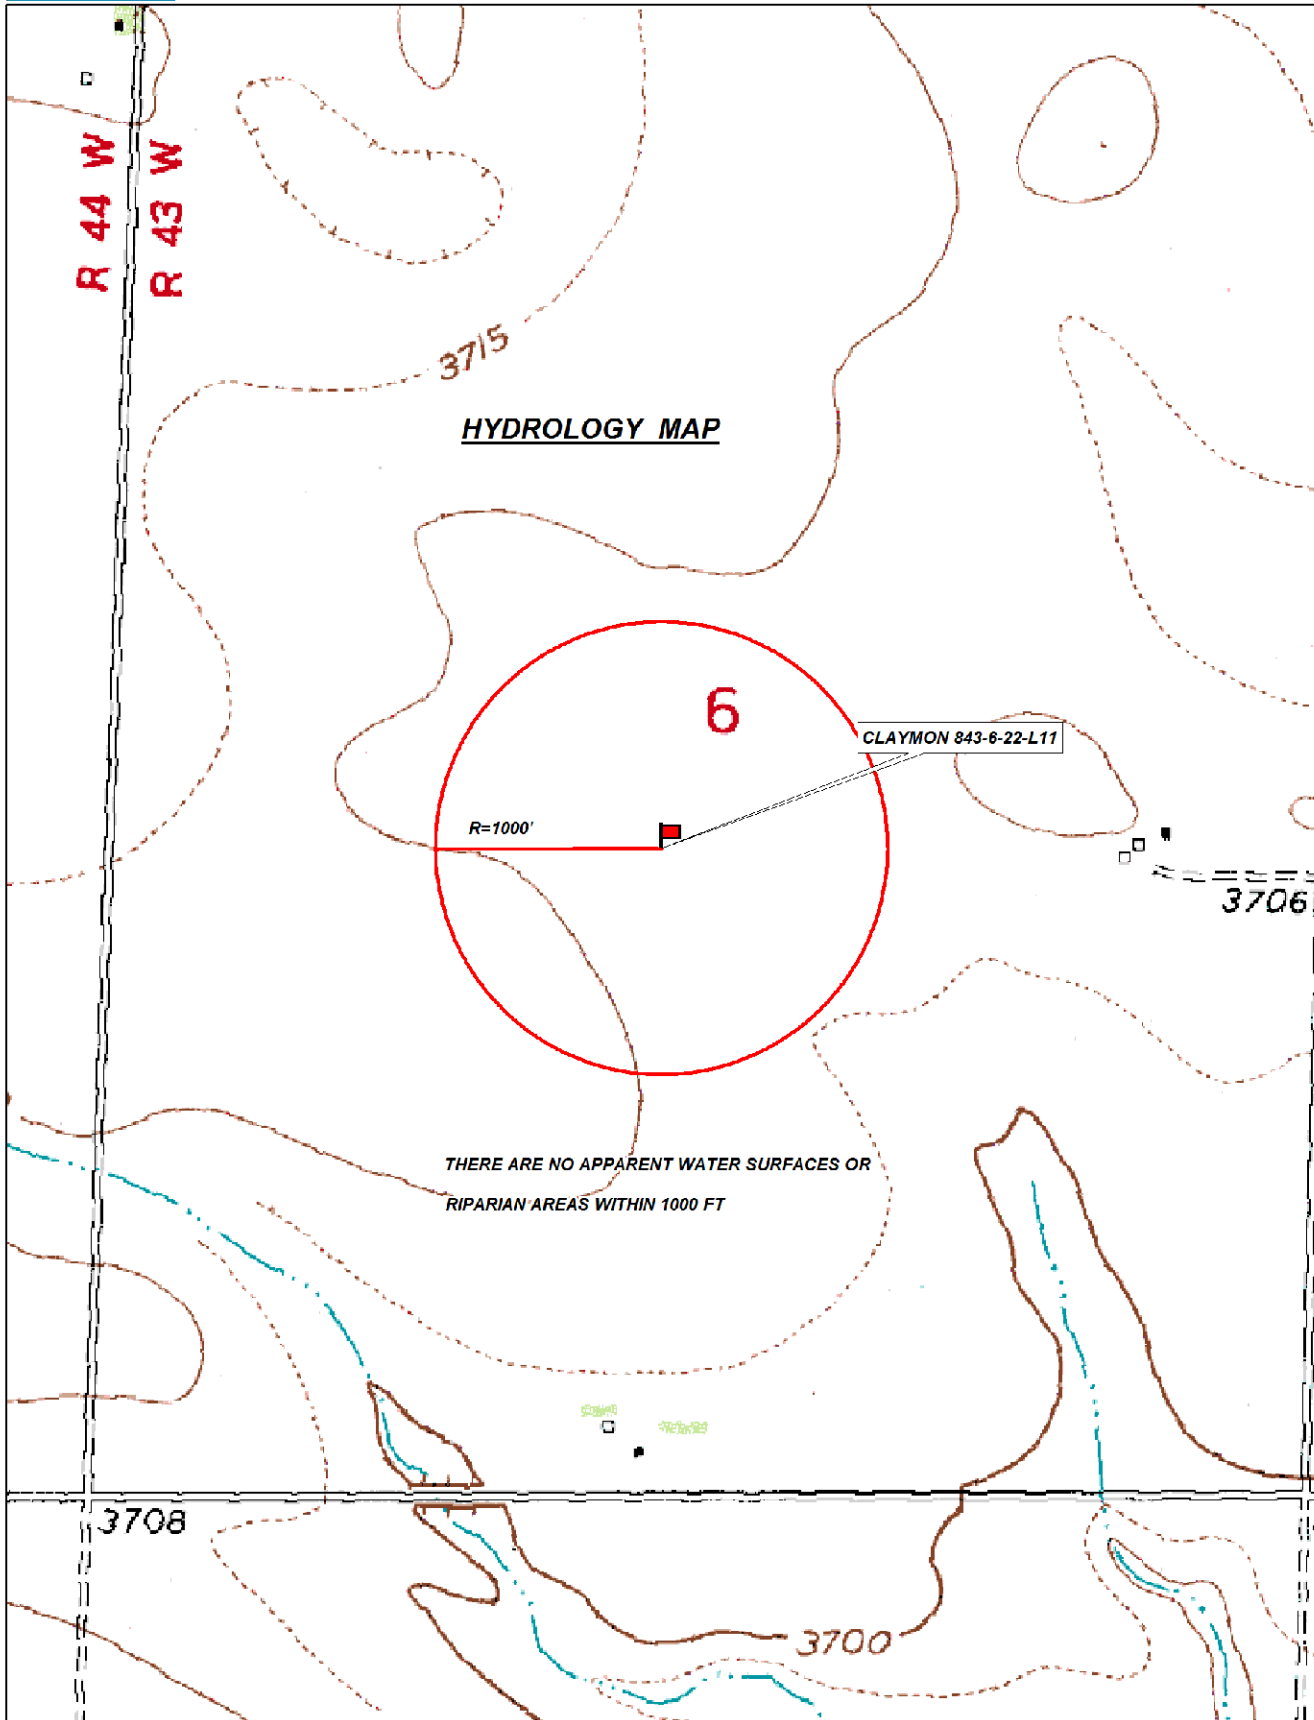 R 44 W
R 43 W
3715
HYDROLOGY MAP
6
CLAYMON 843-6-22-L11
R=1000'
3706
THERE ARE NO APPARENT WATER SURFACES OR
RIPARIAN AREAS WITHIN 1000 FT
3708
3700